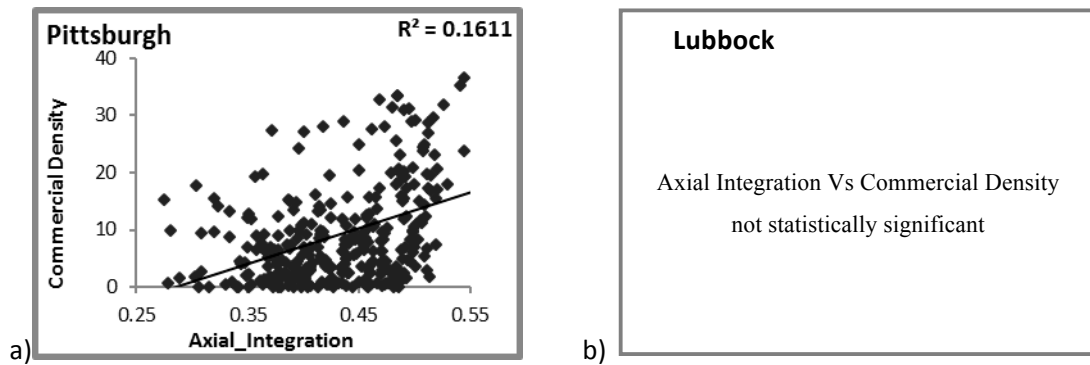 Pittsburgh
R² = 0.1611
Commercial Density
40
30
20
10
0
0.25 0.35 0.45 0.55
Axial_Integration
a)
Lubbock
Axial Integration Vs Commercial Density
not statistically significant
b)